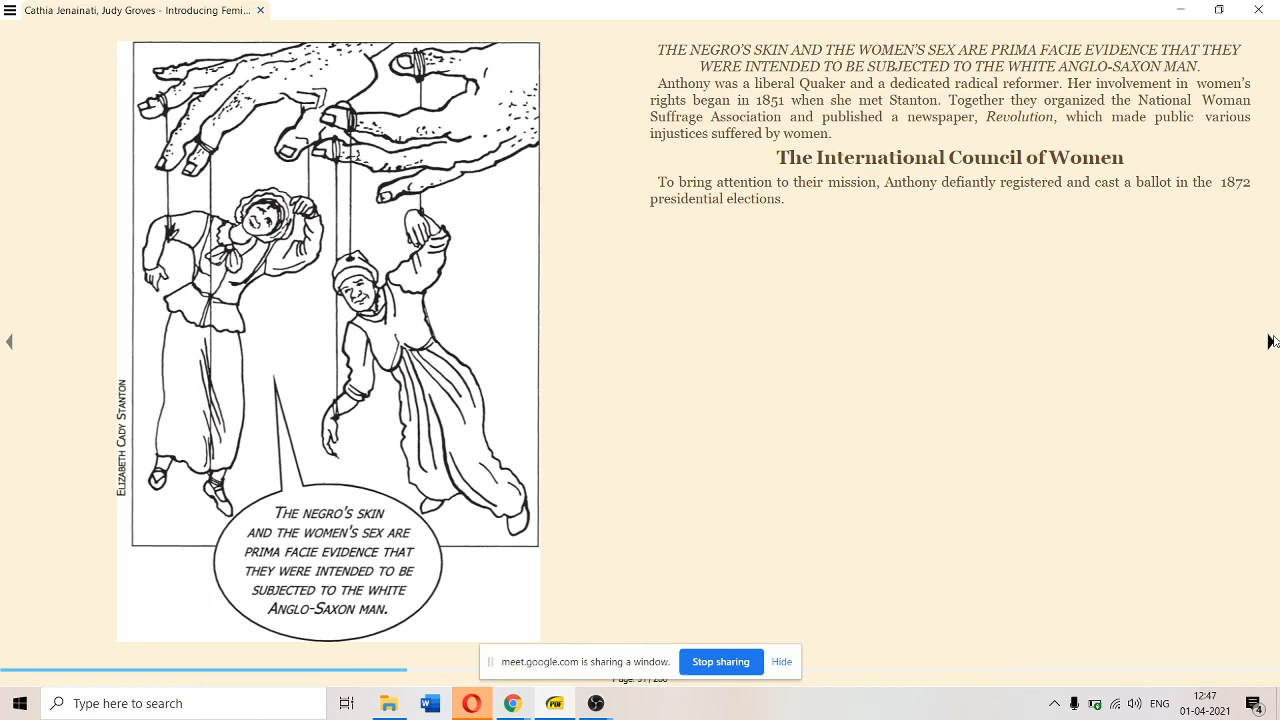 Cathia Jenainati, Judy Groves - Introducing Femi...
THE NEGRO'S SKIN AND THE WOMEN'S SEX ARE PRIMA FACIE EVIDENCE THAT THEY
WERE INTENDED TO BE SUBJECTED TO THE WHITE ANGLO-SAXON MAN.
Anthony was a liberal Quaker and a dedicated radical reformer. Her involvement in women's
rights began in 1851 when she met Stanton. Together they organized the National Woman
Suffrage Association and published a newspaper, Revolution, which made public various
injustices suffered by women.
The International Council of Women
To bring attention to their mission, Anthony defiantly registered and cast a ballot in the 1872
presidential elections.
ELIZABETH CADY STANTON
THE NEGRO'S SKIN
AND THE WOMEN'S SEX ARE
PRIMA FACIE EVIDENCE THAT
THEY WERE INTENDED TO BE
SUBJECTED TO THE WHITE
ANGLO-SAXON MAN.
meet.google.com is sharing a window.
Stop sharing
Hide
Type here to search
PDF
ENG
12:47
01-04-2021
4